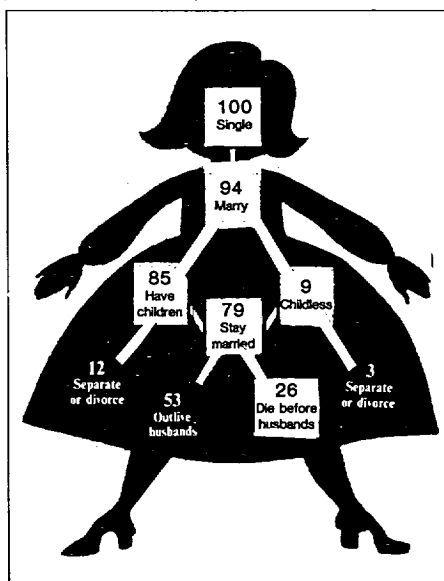 100
Single
94
Marry
85
Have
children
9
Childless
79
Stay
married
12
Separate
or divorce
53
Outlive
husbands
26
Die before
husbands
3
Separate
or divorce